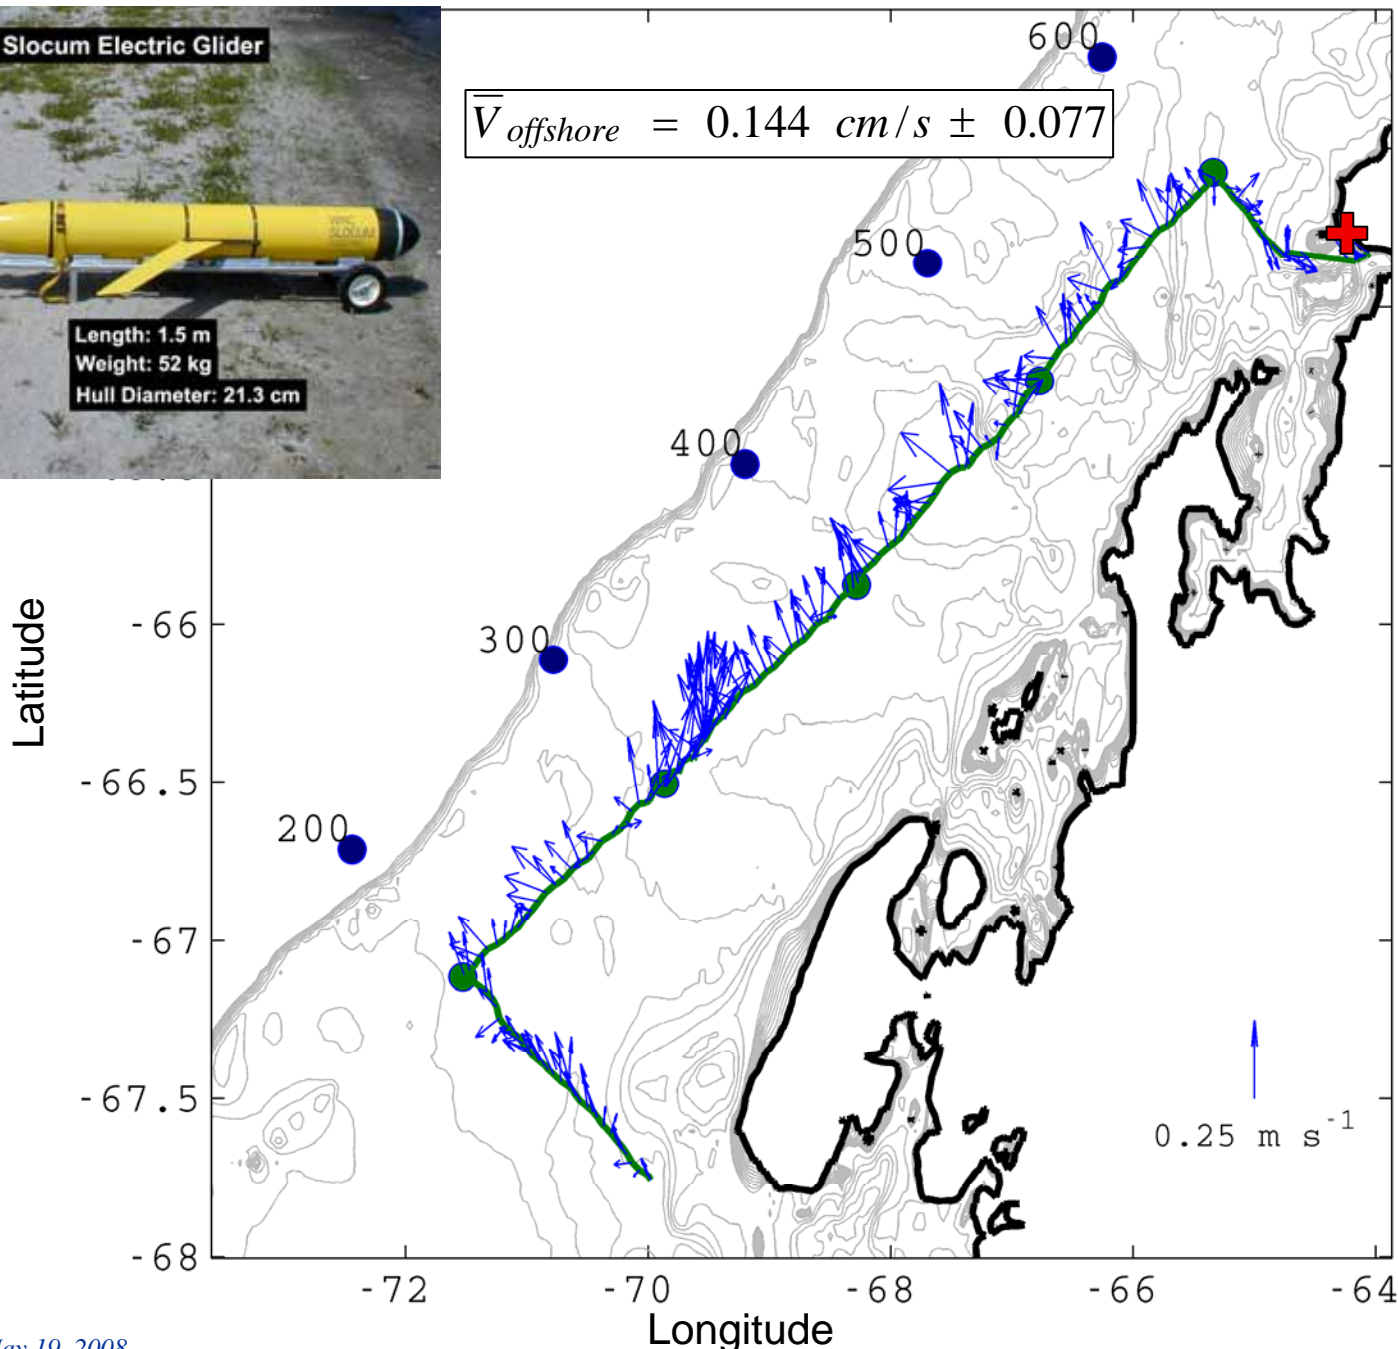 Slocum Electric Glider
Length: 1.5 m
Weight: 52 kg
Hull Diameter: 21.3 cm
V̅ offshore = 0.144 cm/s ± 0.077
600
500
400
300
200
-66
-66.5
-67
-67.5
-68
Latitude
0.25 m s⁻¹
-72 -70 -68 -66 -64
Longitude
19, 2008